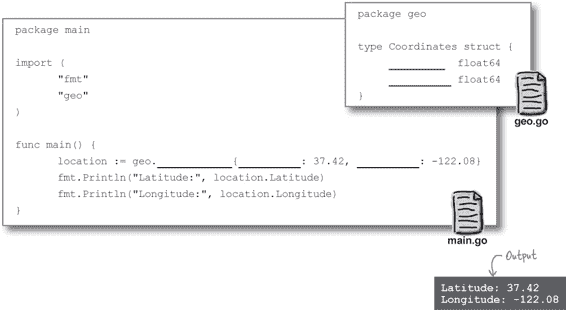 package geo
type Coordinates struct {
__________ float64
__________ float64
}
geo.go
package main
import (
"fmt"
"geo"
)
func main() {
location := geo.____________{__________: 37.42, __________: -122.08}
fmt.Println("Latitude:", location.Latitude)
fmt.Println("Longitude:", location.Longitude)
}
main.go
Output
Latitude: 37.42
Longitude: -122.08